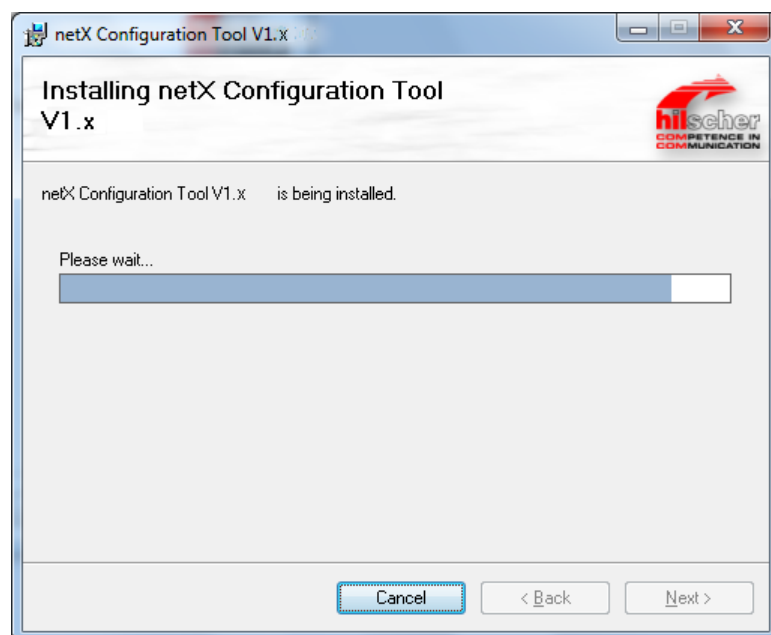 netX Configuration Tool V1.x
Installing netX Configuration Tool
V1.x
hilscher
COMPETENCE IN
COMMUNICATION
netX Configuration Tool V1.x is being installed.
Please wait...
Cancel
< Back
Next >